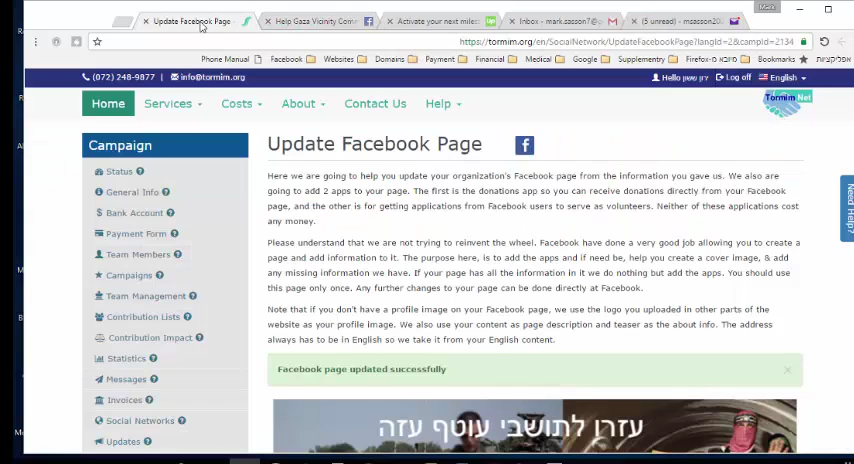 Mark
Update Facebook Page -
Help Gaza Vicinity Comm
Activate your next miles
Up!
Inbox - mark.sasson7@g
(5 unread) - msasson200
https://tormim.org/en/SocialNetwork/UpdateFacebookPage?langId=2&campId=2134
Phone Manual
Facebook
Websites
Domains
Payment
Financial
Medical
Google
Supplementry
Firefox-מיובא מ
Bookmarks
אפליקציות
(072) 248-9877 | info@tormim.org
Hello ירון ששון
Log off
English
Home
Services
Costs
About
Contact Us
Help
Tormim Net
Campaign
Status
General Info
Bank Account
Payment Form
Team Members
Campaigns
Team Management
Contribution Lists
Contribution Impact
Statistics
Messages
Invoices
Social Networks
Updates
Update Facebook Page
Here we are going to help you update your organization's Facebook page from the information you gave us. We also are
going to add 2 apps to your page. The first is the donations app so you can receive donations directly from your Facebook
page, and the other is for getting applications from Facebook users to serve as volunteers. Neither of these applications cost
any money.
Please understand that we are not trying to reinvent the wheel. Facebook have done a very good job allowing you to create a
page and add information to it. The purpose here, is to add the apps and if need be, help you create a cover image, & add
any missing information we have. If your page has all the information in it we do nothing but add the apps. You should use
this page only once. Any further changes to your page can be done directly at Facebook.
Note that if you don't have a profile image on your Facebook page, we use the logo you uploaded in other parts of the
website as your profile image. We also use your content as page description and teaser as the about info. The address
always has to be in English so we take it from your English content.
Facebook page updated successfully
עזרו לתושבי עוטף עזה
Need Help?